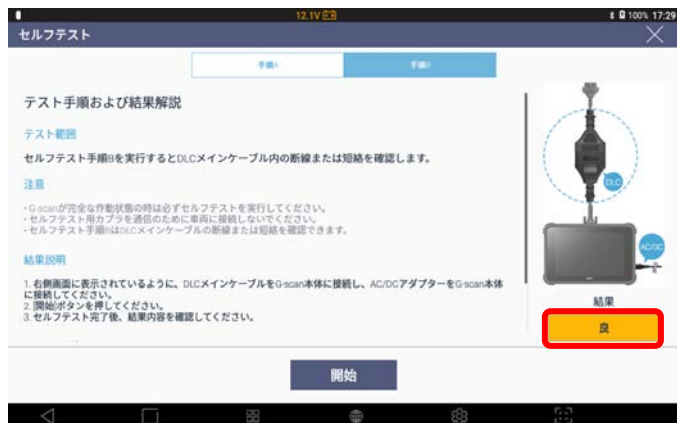 12.1V
100% 17:29
セルフテスト
手順A
手順B
テスト手順および結果解説
テスト範囲
セルフテスト手順Bを実行するとDLCメインケーブル内の断線または短絡を確認します。
注意
・G-scanが完全な作動状態の時は必ずセルフテストを実行してください。
・セルフテスト用カプラを通信のために車両に接続しないでください。
・セルフテスト手順BはDLCメインケーブルの断線または短絡を確認できます。
結果説明
1. 右側画面に表示されているように、DLCメインケーブルをG-scan本体に接続し、AC/DCアダプターをG-scan本体
に接続してください。
2. [開始]ボタンを押してください。
3. セルフテスト完了後、結果内容を確認してください。
DLC
AC/DC
結果
良
開始